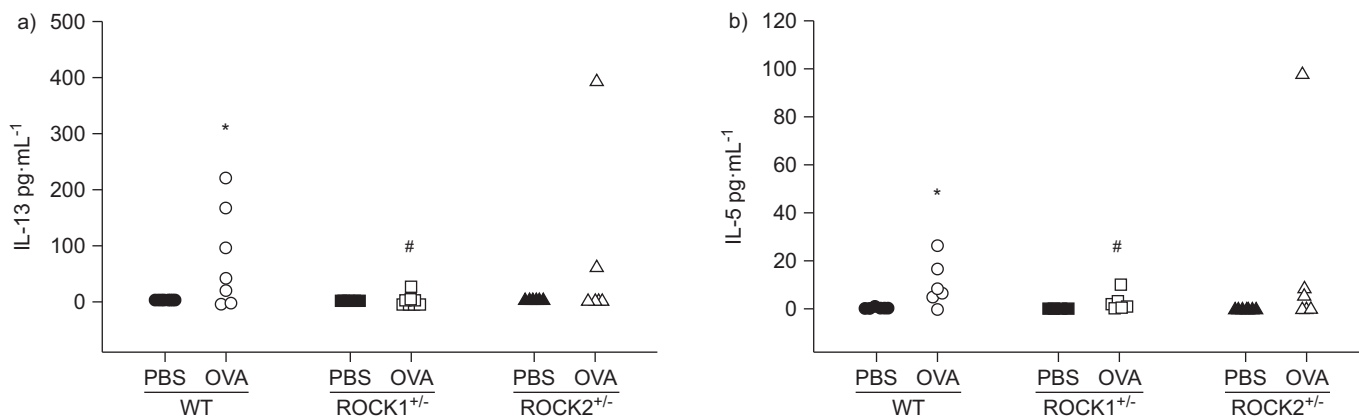 a)
500
400
300
200
100
0
IL-13 pg·mL⁻¹
*
#
PBS OVA PBS OVA PBS OVA
WT ROCK1⁺/⁻ ROCK2⁺/⁻
b)
120
100
80
60
40
20
0
IL-5 pg·mL⁻¹
*
#
PBS OVA PBS OVA PBS OVA
WT ROCK1⁺/⁻ ROCK2⁺/⁻